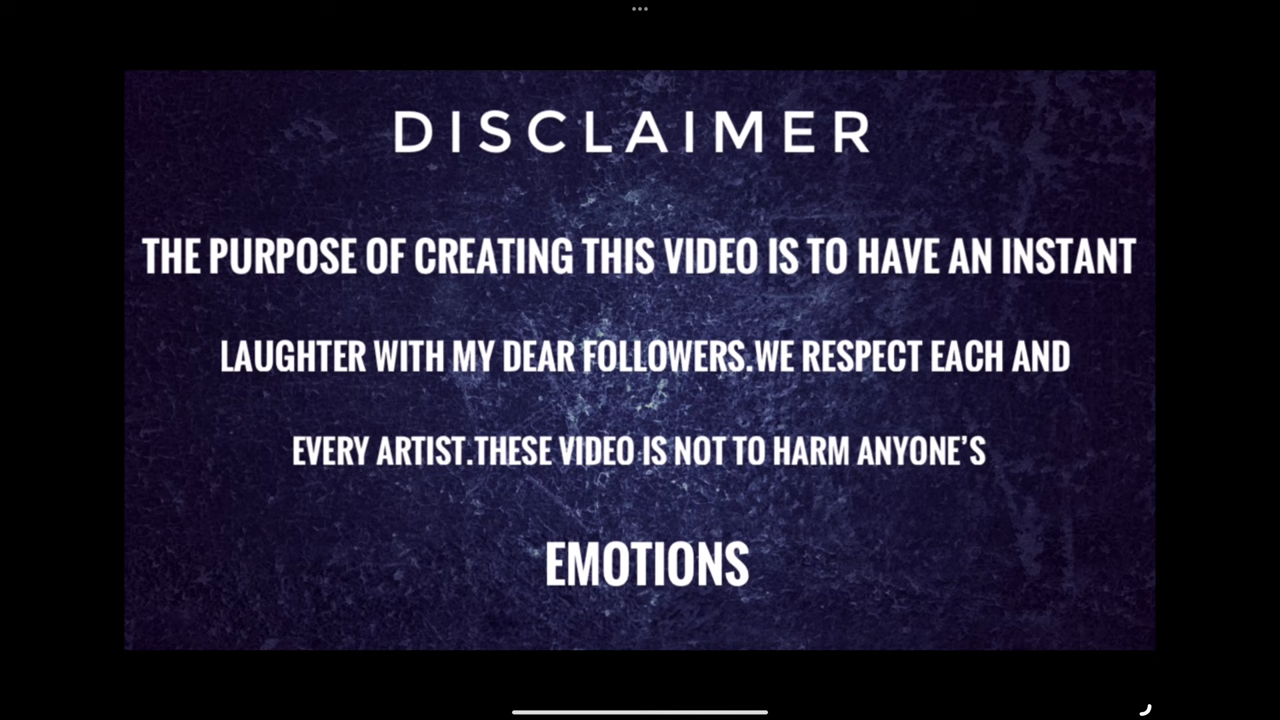 DISCLAIMER
THE PURPOSE OF CREATING THIS VIDEO IS TO HAVE AN INSTANT
LAUGHTER WITH MY DEAR FOLLOWERS.WE RESPECT EACH AND
EVERY ARTIST.THESE VIDEO IS NOT TO HARM ANYONE’S
EMOTIONS